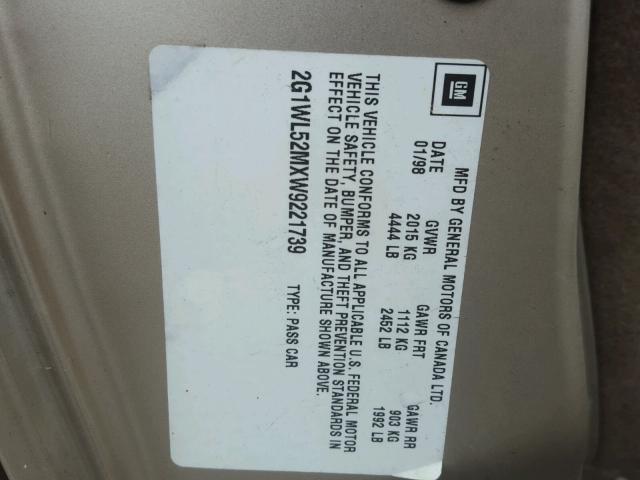 GM
MFD BY GENERAL MOTORS OF CANADA LTD.
DATE GVWR GAWR FRT GAWR RR
01/98 2015 KG 1112 KG 903 KG
4444 LB 2452 LB 1992 LB
THIS VEHICLE CONFORMS TO ALL APPLICABLE U.S. FEDERAL MOTOR
VEHICLE SAFETY, BUMPER, AND THEFT PREVENTION STANDARDS IN
EFFECT ON THE DATE OF MANUFACTURE SHOWN ABOVE.
2G1WL52MXW9221739 TYPE: PASS CAR